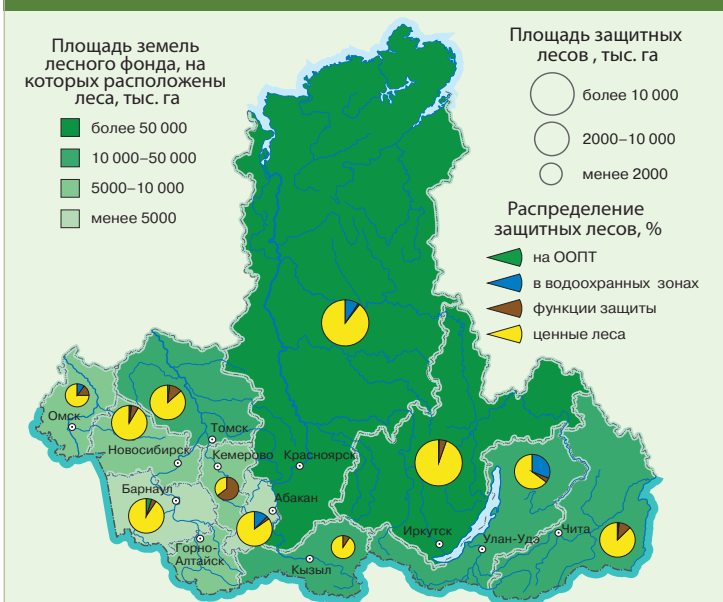 Площадь земель
лесного фонда, на
которых расположены
леса, тыс. га
более 50 000
10 000–50 000
5000–10 000
менее 5000
Площадь защитных
лесов , тыс. га
более 10 000
2000–10 000
менее 2000
Распределение
защитных лесов, %
на ООПТ
в водоохранных зонах
функции защиты
ценные леса
Омск
Томск
Новосибирск
Кемерово
Красноярск
Барнаул
Абакан
Горно-
Алтайск
Кызыл
Иркутск
Улан-Удэ
Чита